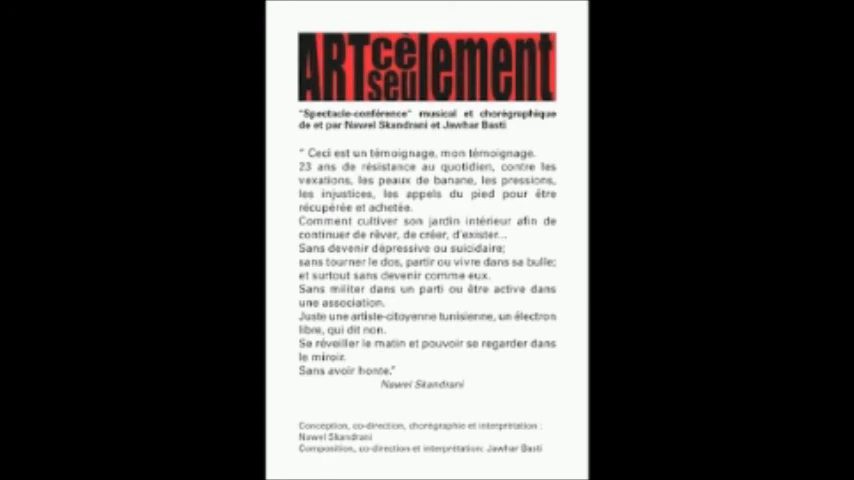 ARTcèlement
seu
"Spectacle-conférence" musical et chorégraphique
de et par Nawel Skandrani et Jawhar Basti
" Ceci est un témoignage, mon témoignage.
23 ans de résistance au quotidien, contre les
vexations, les peaux de banane, les pressions,
les injustices, les appels du pied pour être
récupérée et achetée.
Comment cultiver son jardin intérieur afin de
continuer de rêver, de créer, d'exister...
Sans devenir dépressive ou suicidaire;
sans tourner le dos, partir ou vivre dans sa bulle;
et surtout sans devenir comme eux.
Sans militer dans un parti ou être active dans
une association.
Juste une artiste-citoyenne tunisienne, un électron
libre, qui dit non.
Se réveiller le matin et pouvoir se regarder dans
le miroir.
Sans avoir honte."
Nawel Skandrani
Conception, co-direction, chorégraphie et interprétation :
Nawel Skandrani
Composition, co-direction et interprétation: Jawhar Basti